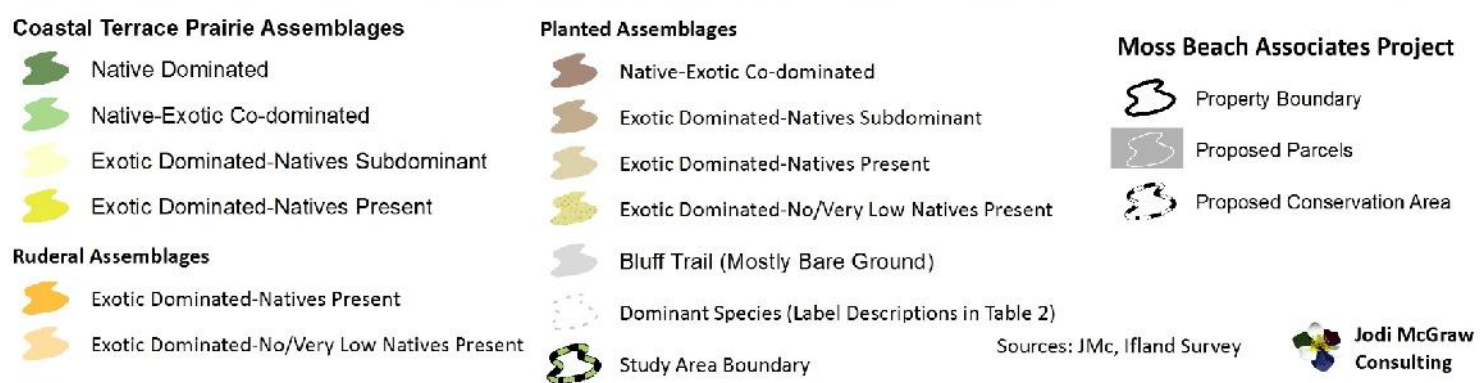 Coastal Terrace Prairie Assemblages
Native Dominated
Native-Exotic Co-dominated
Exotic Dominated-Natives Subdominant
Exotic Dominated-Natives Present
Ruderal Assemblages
Exotic Dominated-Natives Present
Exotic Dominated-No/Very Low Natives Present
Planted Assemblages
Native-Exotic Co-dominated
Exotic Dominated-Natives Subdominant
Exotic Dominated-Natives Present
Exotic Dominated-No/Very Low Natives Present
Bluff Trail (Mostly Bare Ground)
Dominant Species (Label Descriptions in Table 2)
Study Area Boundary
Moss Beach Associates Project
Property Boundary
Proposed Parcels
Proposed Conservation Area
Sources: JMc, Ifland Survey
Jodi McGraw
Consulting